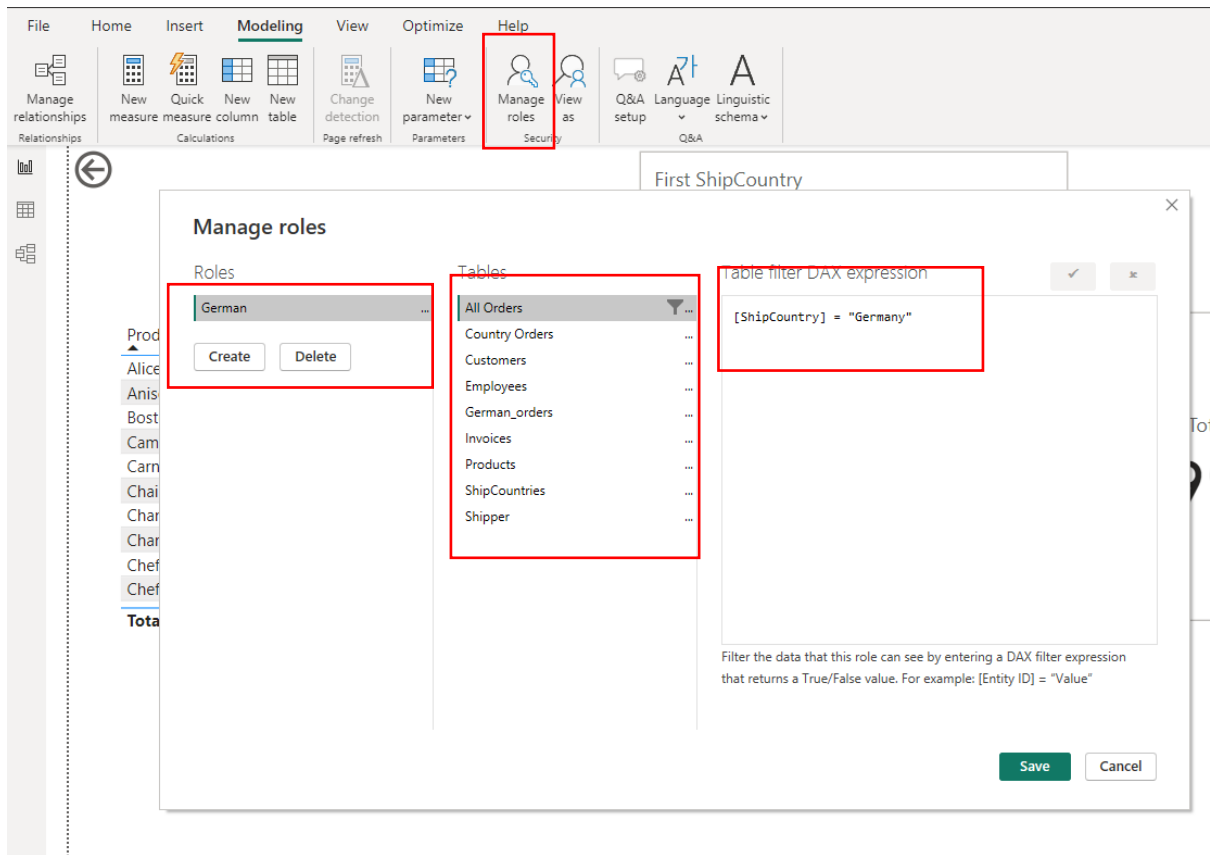 File Home Insert Modeling View Optimize Help
Manage relationships
New measure
Quick measure
New column
New table
Change detection
New parameter
Manage roles
View as
Q&A setup
Language
Linguistic schema
Relationships
Calculations
Page refresh
Parameters
Security
Q&A
First ShipCountry
Manage roles
Roles
German ...
Create Delete
Tables
All Orders ...
Country Orders ...
Customers ...
Employees ...
German_orders ...
Invoices ...
Products ...
ShipCountries ...
Shipper ...
Table filter DAX expression
[ShipCountry] = "Germany"
Filter the data that this role can see by entering a DAX filter expression
that returns a True/False value. For example: [Entity ID] = “Value”
Save Cancel
Prod
Alice
Anis
Bost
Cam
Carn
Chai
Char
Char
Chef
Chef
Tota
Tot